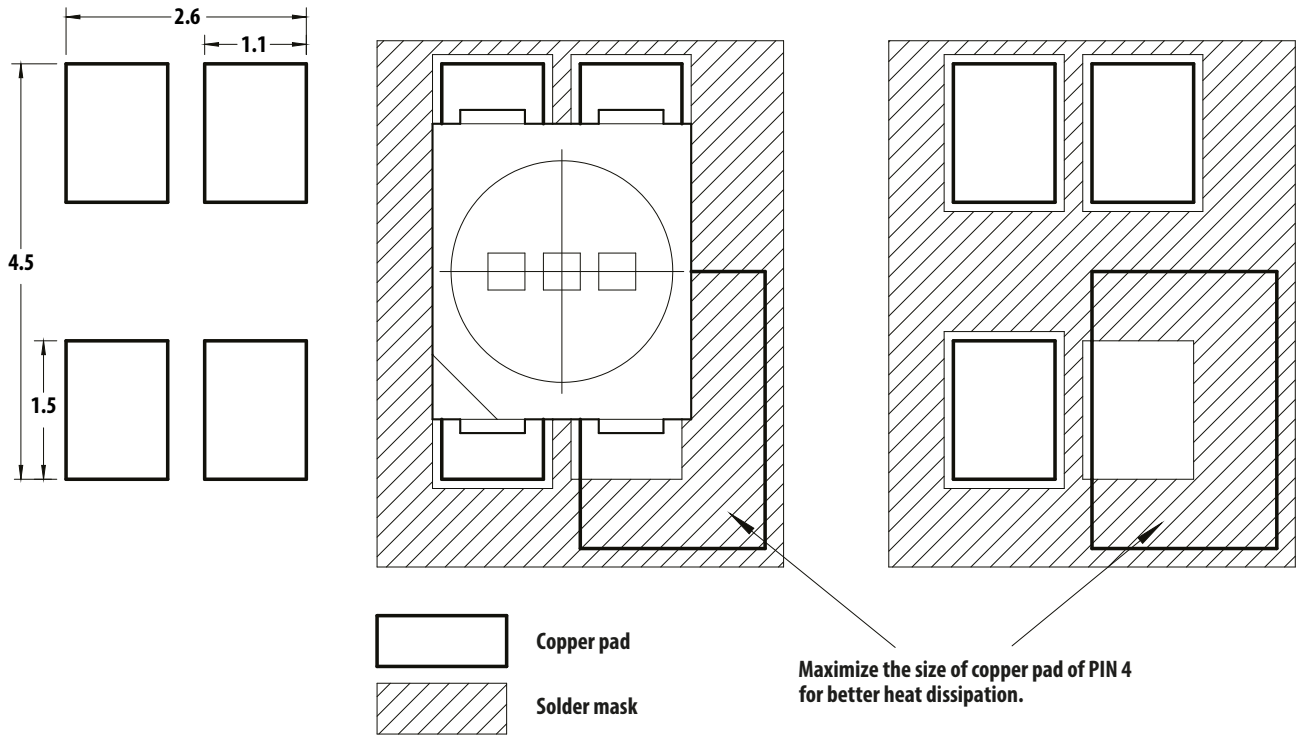 2.6
1.1
4.5
1.5
Copper pad
Solder mask
Maximize the size of copper pad of PIN 4
for better heat dissipation.